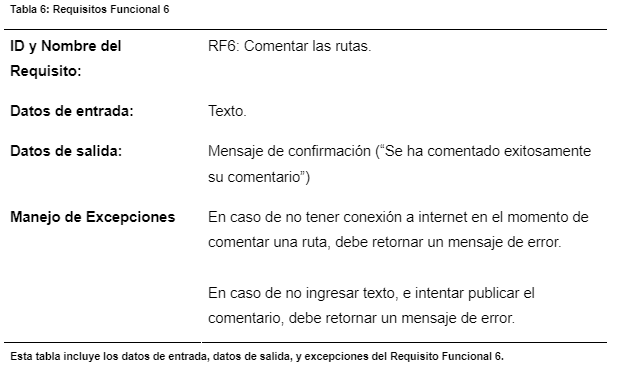 Tabla 6: Requisitos Funcional 6
ID y Nombre del Requisito: RF6: Comentar las rutas.
Datos de entrada: Texto.
Datos de salida: Mensaje de confirmación (“Se ha comentado exitosamente
su comentario”)
Manejo de Excepciones En caso de no tener conexión a internet en el momento de
comentar una ruta, debe retornar un mensaje de error.
En caso de no ingresar texto, e intentar publicar el
comentario, debe retornar un mensaje de error.
Esta tabla incluye los datos de entrada, datos de salida, y excepciones del Requisito Funcional 6.